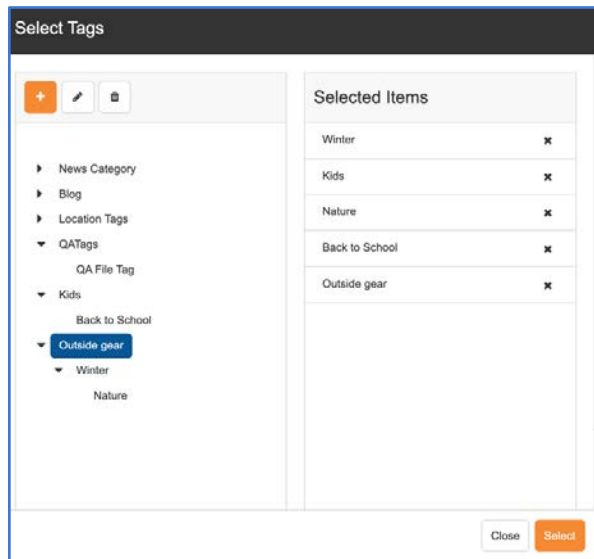 Select Tags
News Category
Blog
Location Tags
QATags
QA File Tag
Kids
Back to School
Outside gear
Winter
Nature
Selected Items
Winter
Kids
Nature
Back to School
Outside gear
Close
Select